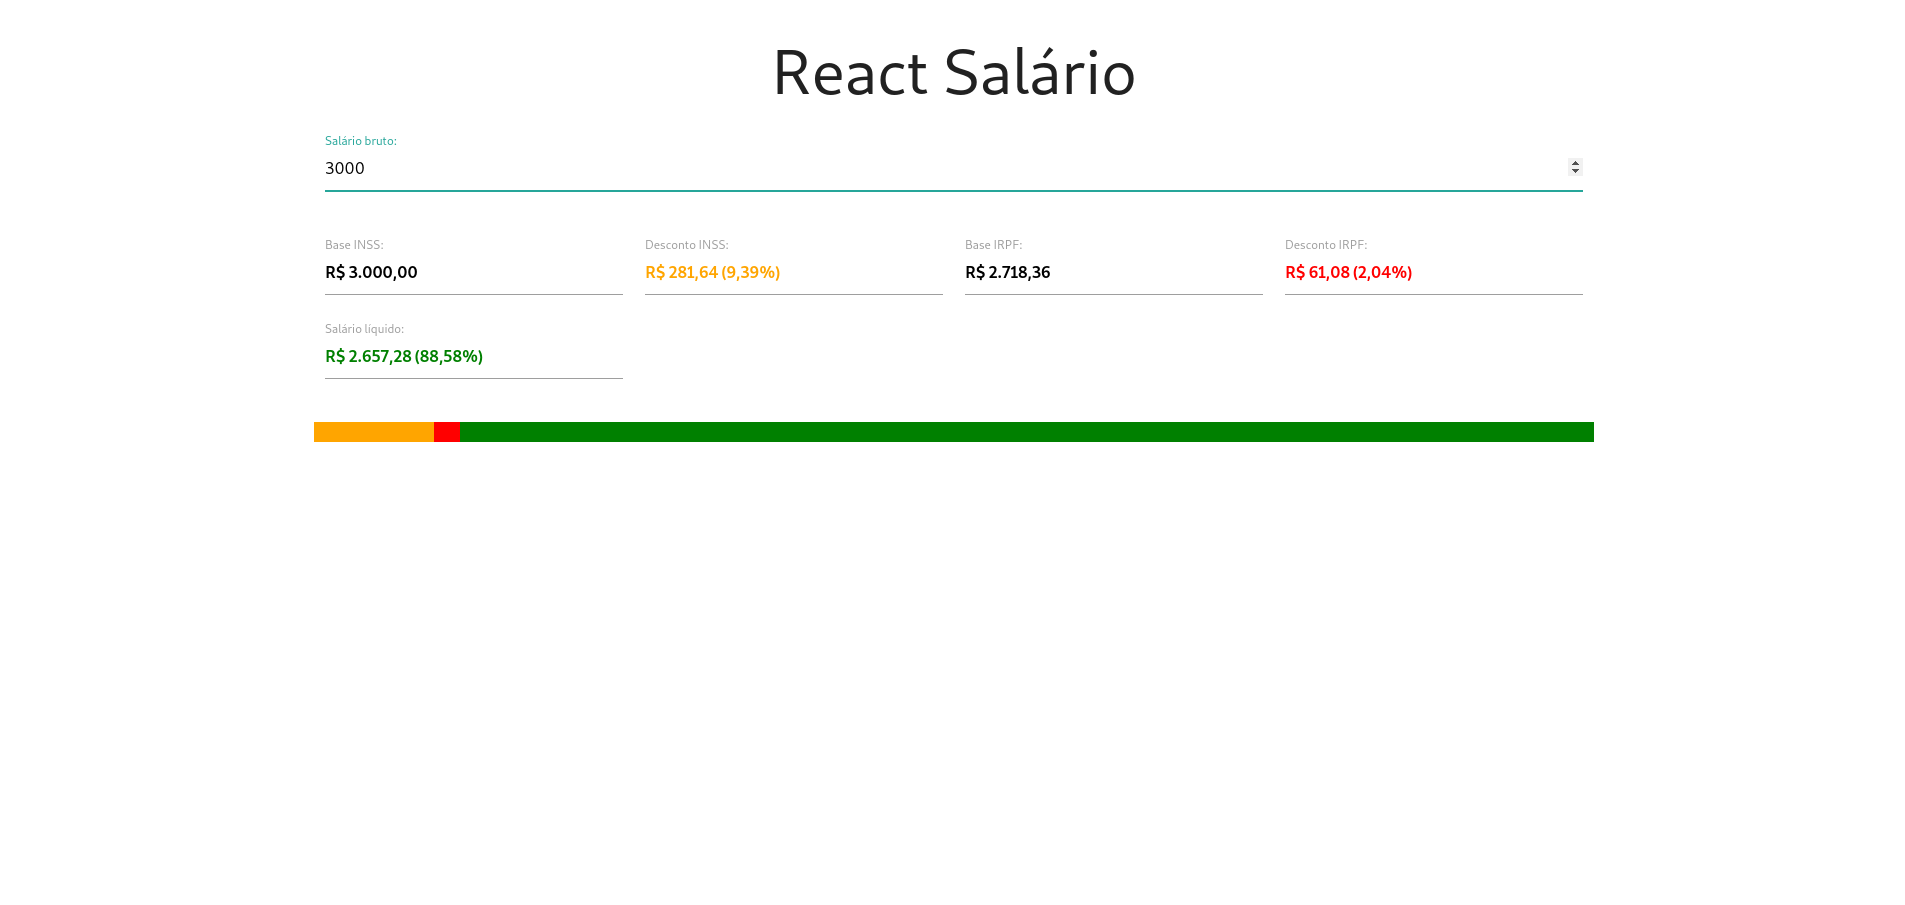 React Salário
Salário bruto:
3000
Base INSS:
Desconto INSS:
Base IRPF:
Desconto IRPF:
R$ 3.000,00
R$ 281,64 (9,39%)
R$ 2.718,36
R$ 61,08 (2,04%)
Salário líquido:
R$ 2.657,28 (88,58%)